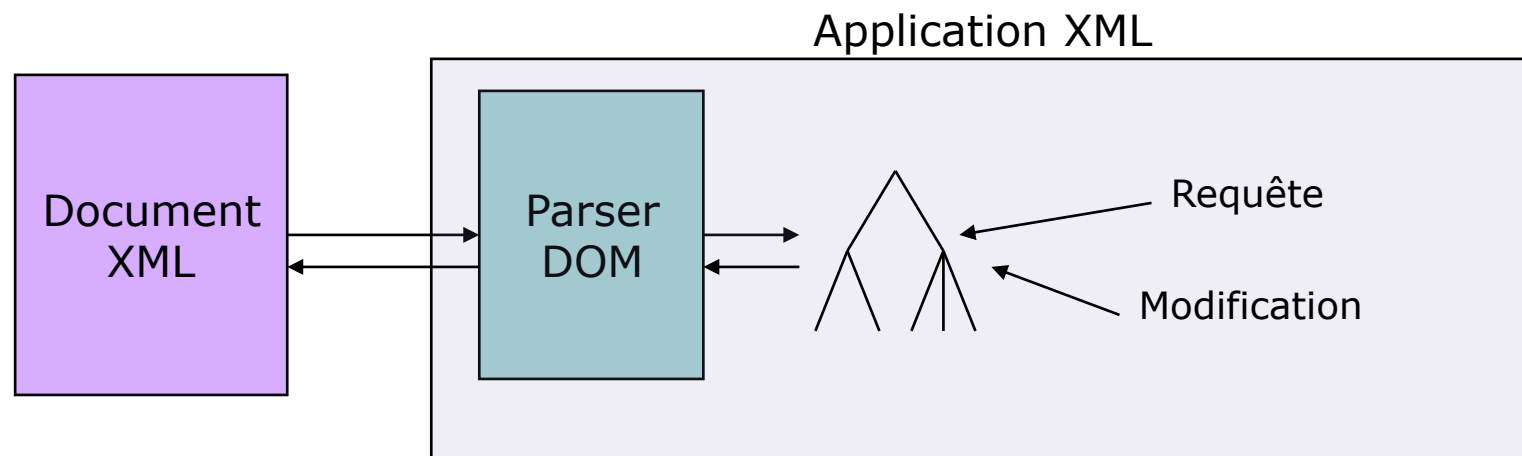 Application XML
Document
XML
Parser
DOM
Requête
Modification